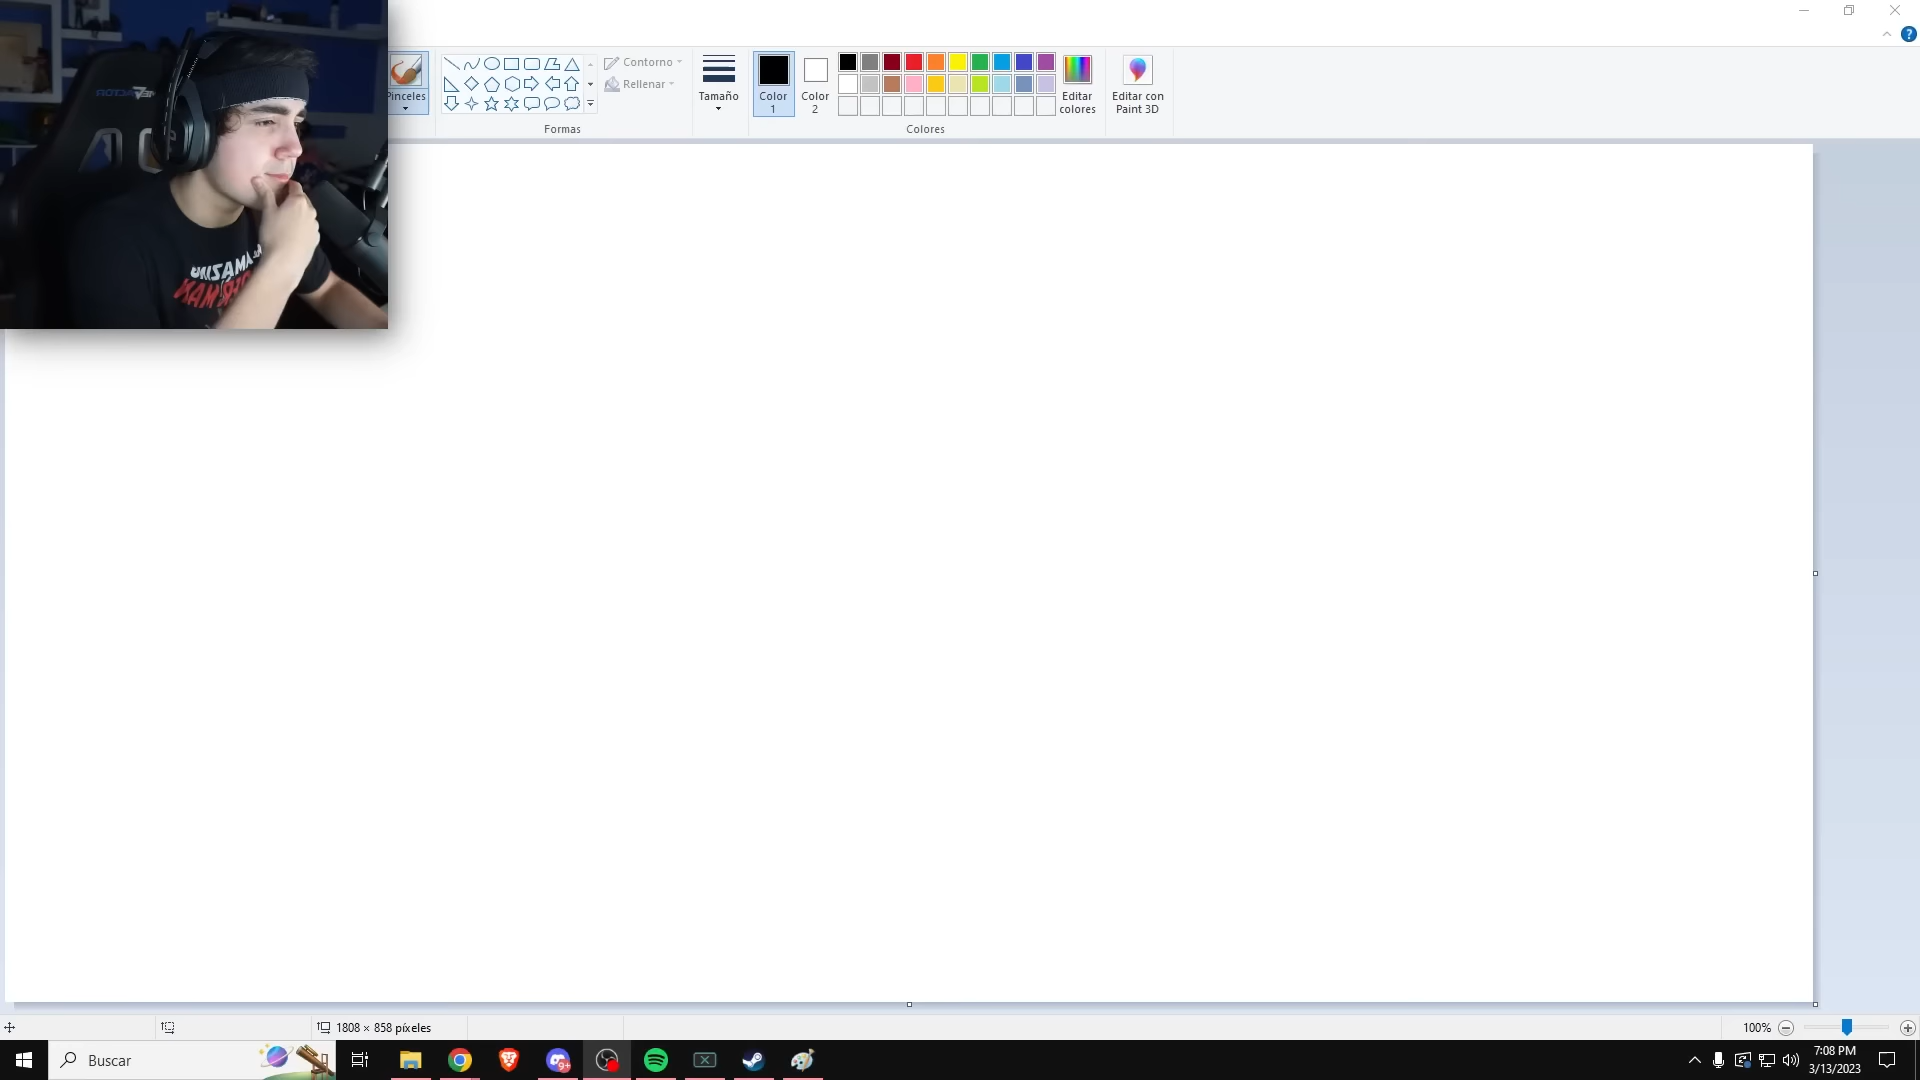 Pinceles
Contorno
Rellenar
Formas
Tamaño
Color
1
Color
2
Colores
Editar
colores
Editar con
Paint 3D
1808 × 858 píxeles
100%
Buscar
9+
7:08 PM
3/13/2023